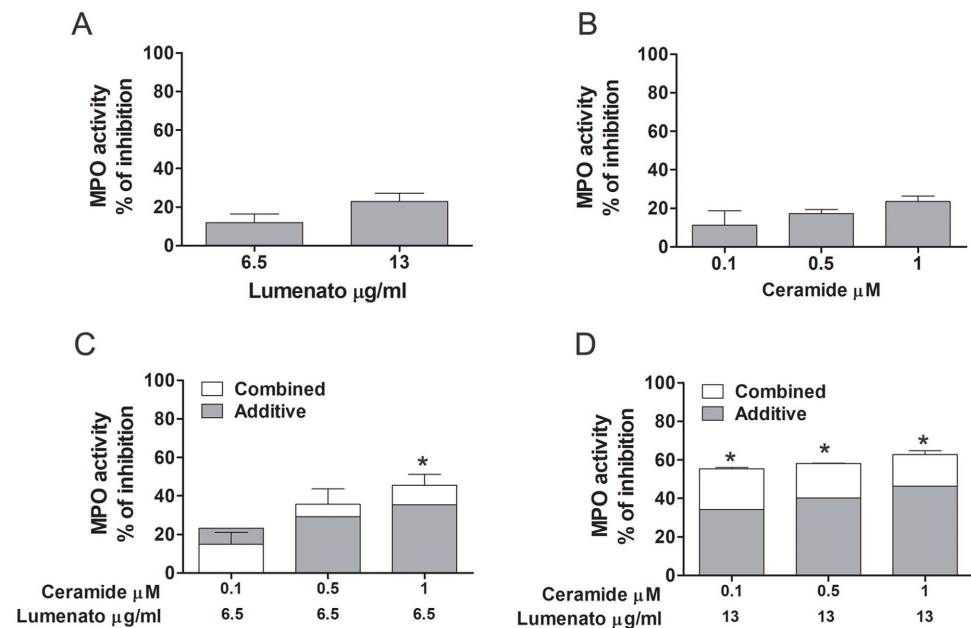 A
MPO activity
% of inhibition
100
80
60
40
20
0
6.5 13
Lumenato µg/ml
B
MPO activity
% of inhibition
100
80
60
40
20
0
0.1 0.5 1
Ceramide µM
C
MPO activity
% of inhibition
100
80
60
40
20
0
Combined
Additive
*
Ceramide µM 0.1 0.5 1
Lumenato µg/ml 6.5 6.5 6.5
D
MPO activity
% of inhibition
100
80
60
40
20
0
Combined
Additive
* * *
Ceramide µM 0.1 0.5 1
Lumenato µg/ml 13 13 13